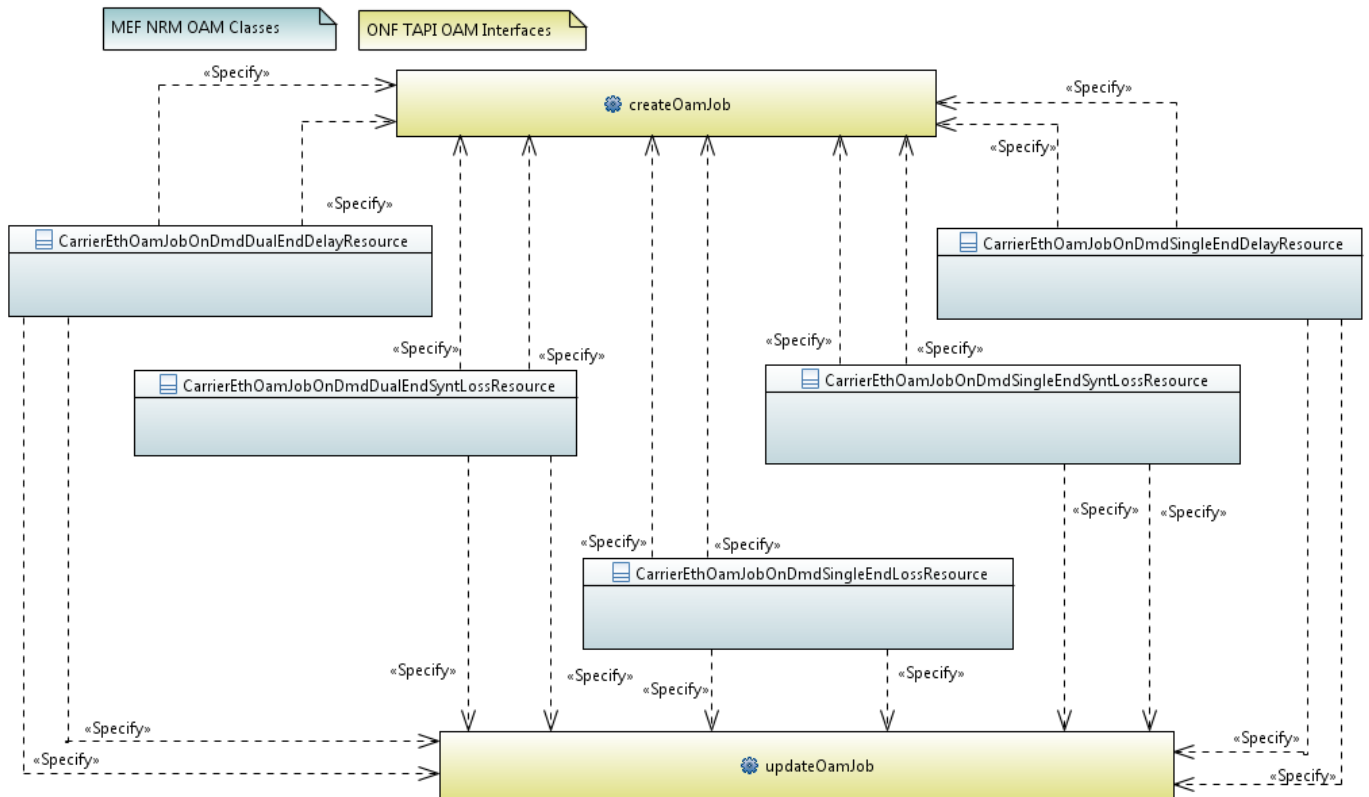 MEF NRM OAM Classes
ONF TAPI OAM Interfaces
«Specify»
«Specify»
createOamJob
«Specify»
«Specify»
CarrierEthOamJobOnDmdDualEndDelayResource
CarrierEthOamJobOnDmdSingleEndDelayResource
«Specify»
«Specify»
«Specify»
«Specify»
CarrierEthOamJobOnDmdDualEndSyntLossResource
CarrierEthOamJobOnDmdSingleEndSyntLossResource
«Specify»
«Specify»
«Specify»
«Specify»
CarrierEthOamJobOnDmdSingleEndLossResource
«Specify»
«Specify»
«Specify»
«Specify»
«Specify»
«Specify»
«Specify»
«Specify»
updateOamJob
«Specify»